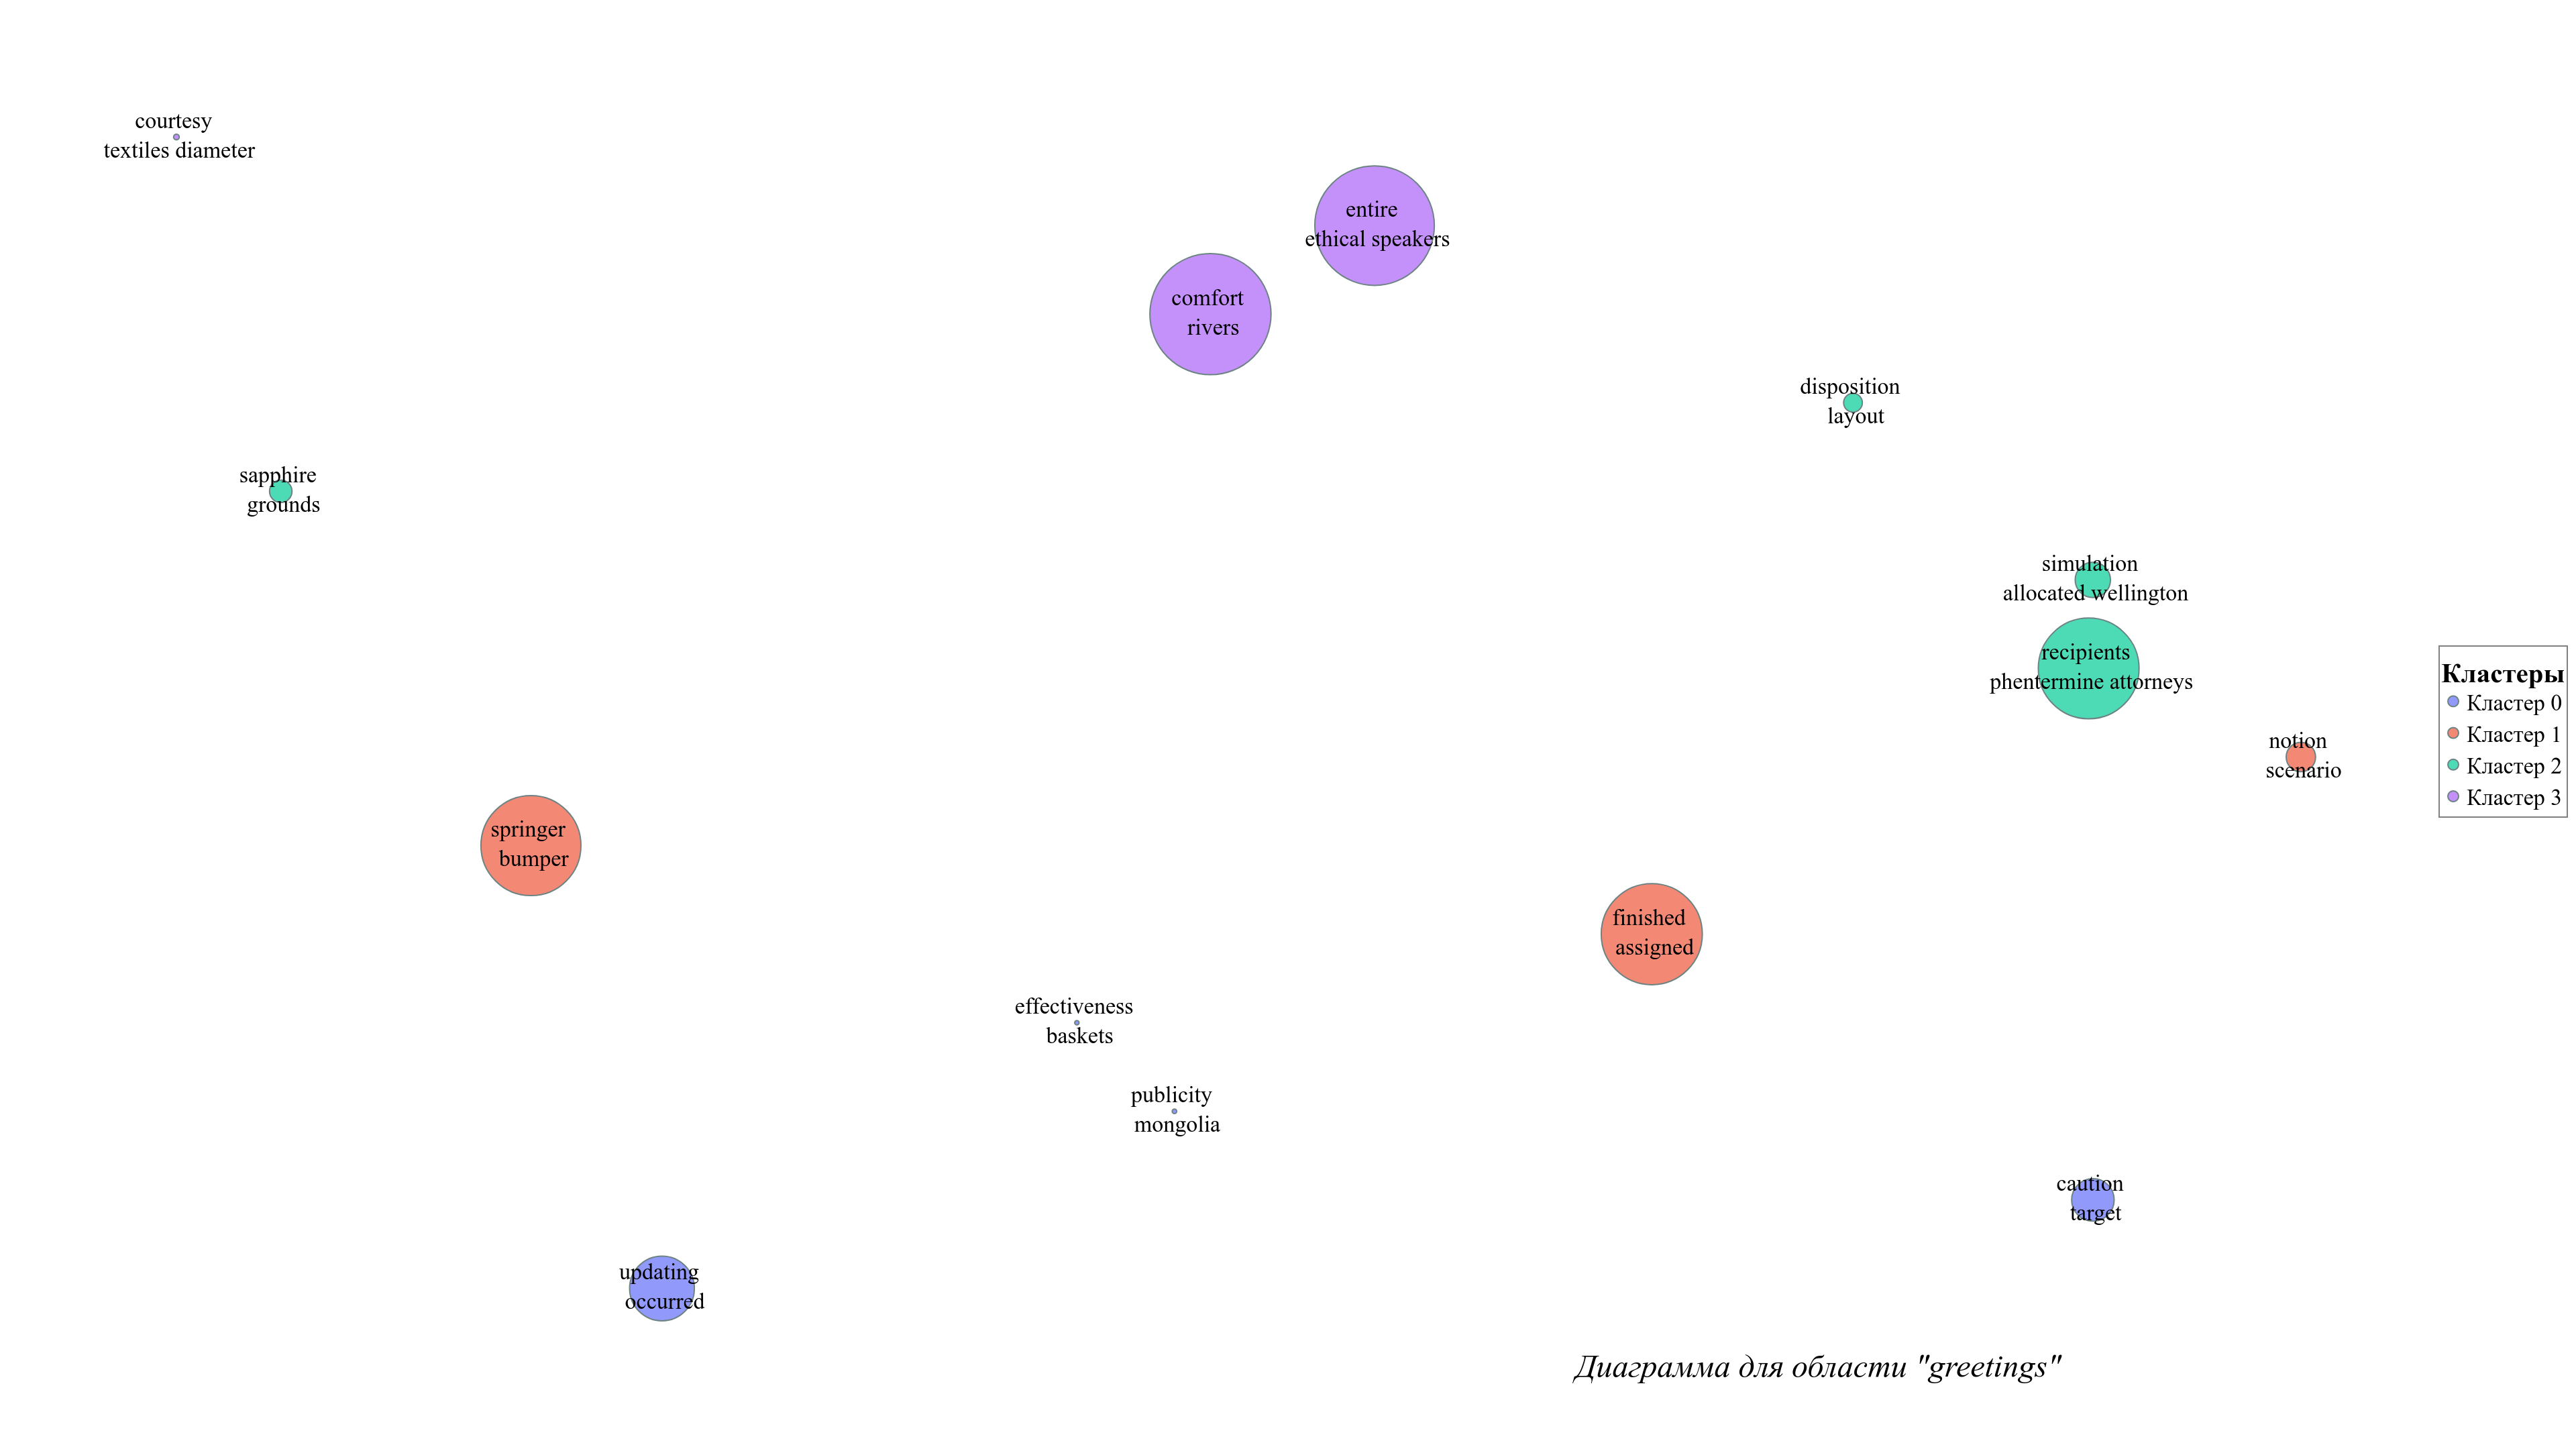 courtesy
textiles diameter
entire
ethical speakers
comfort
rivers
disposition
layout
sapphire
grounds
simulation
allocated wellington
recipients
phentermine attorneys
notion
scenario
springer
bumper
finished
assigned
effectiveness
baskets
publicity
mongolia
caution
target
updating
occurred
Кластеры
Кластер 0
Кластер 1
Кластер 2
Кластер 3
Диаграмма для области "greetings"